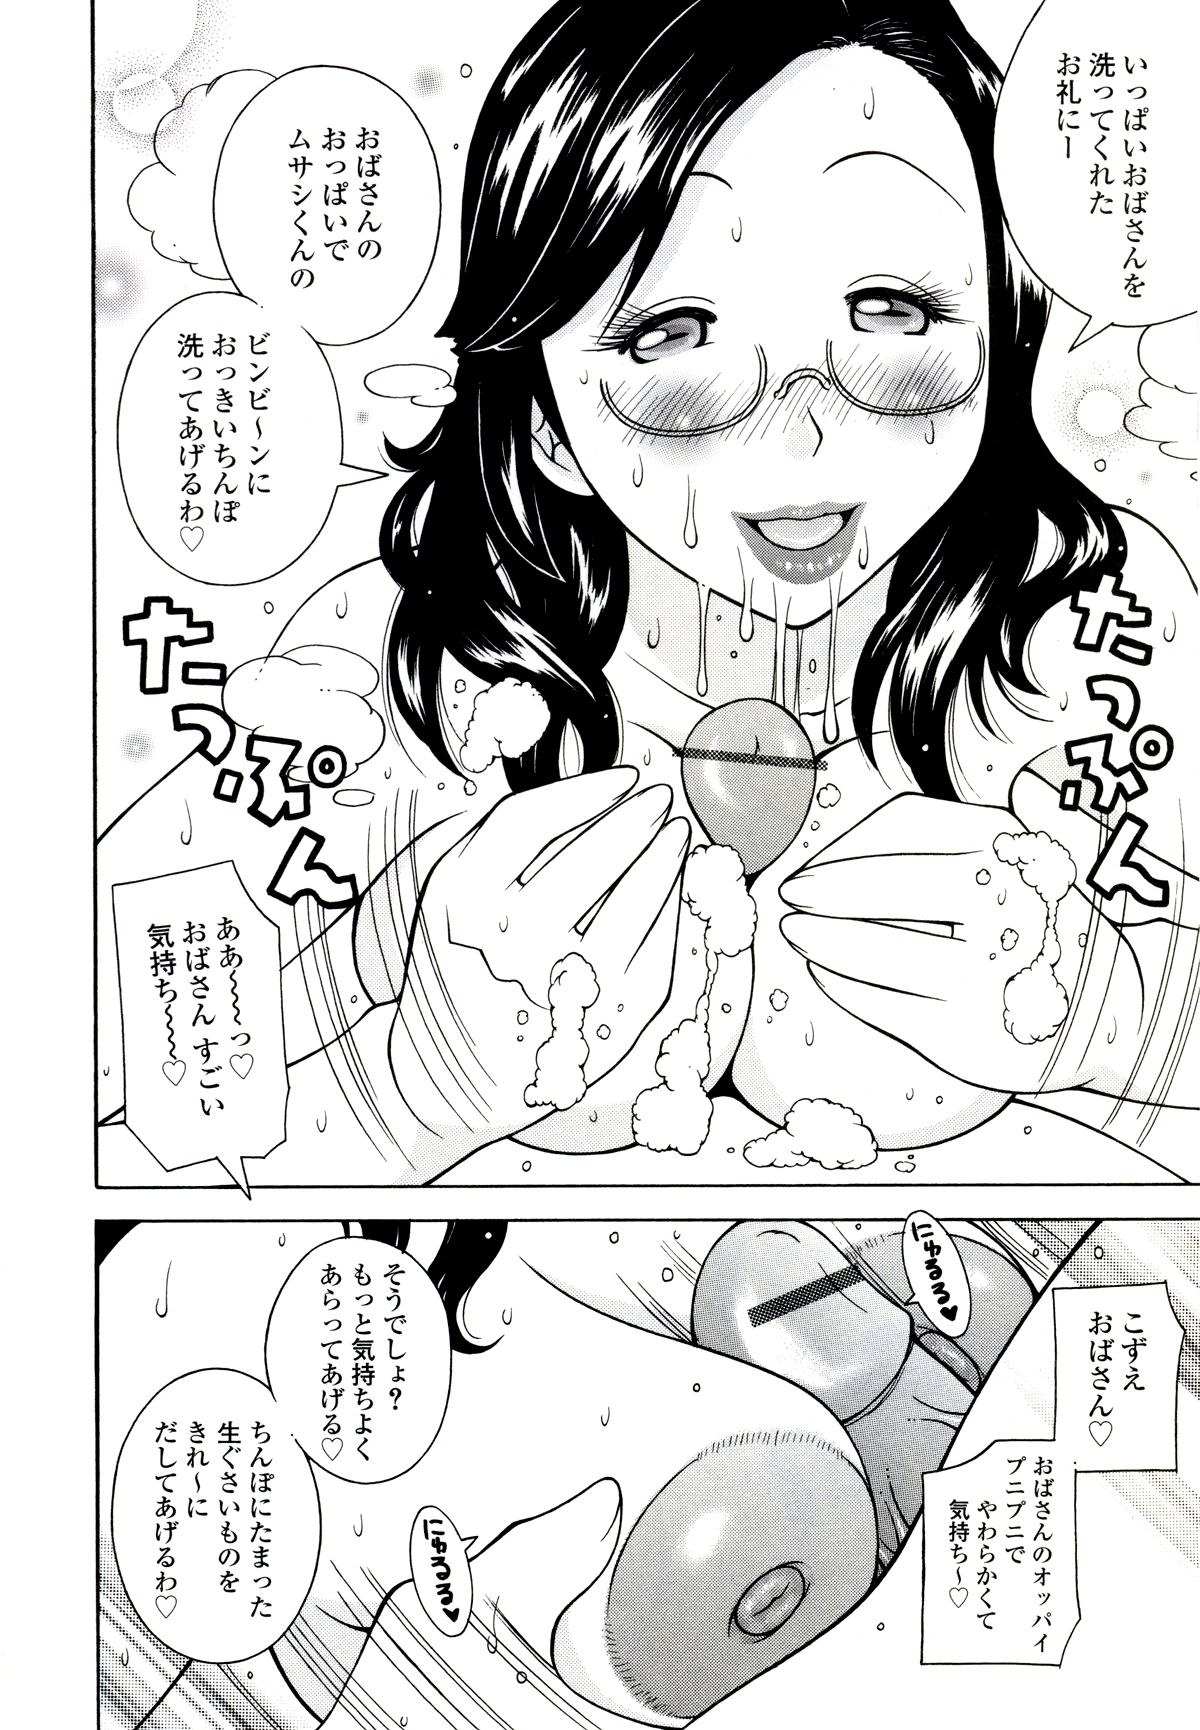 いっぱいおばさんを
洗ってくれた
お礼にー
おばさんの
おっぱいで
ムサシくんの
ビンビ～ンに
おっきいちんぽ
洗ってあげるわ♡
たっぷん
たっぷん
ああ～～～っ♡
おばさん すごい
気持ち～～～♡
こずえ
おばさん♡
おばさんのオッパイ
プニプニで
やわらかくて
気持ち～♡
にゅるる♥
そうでしょ？
もっと気持ちよく
あらってあげる♡
ちんぽにたまった
生ぐさいものを
きれ～に
だしてあげるわ♡
にゅるる♥